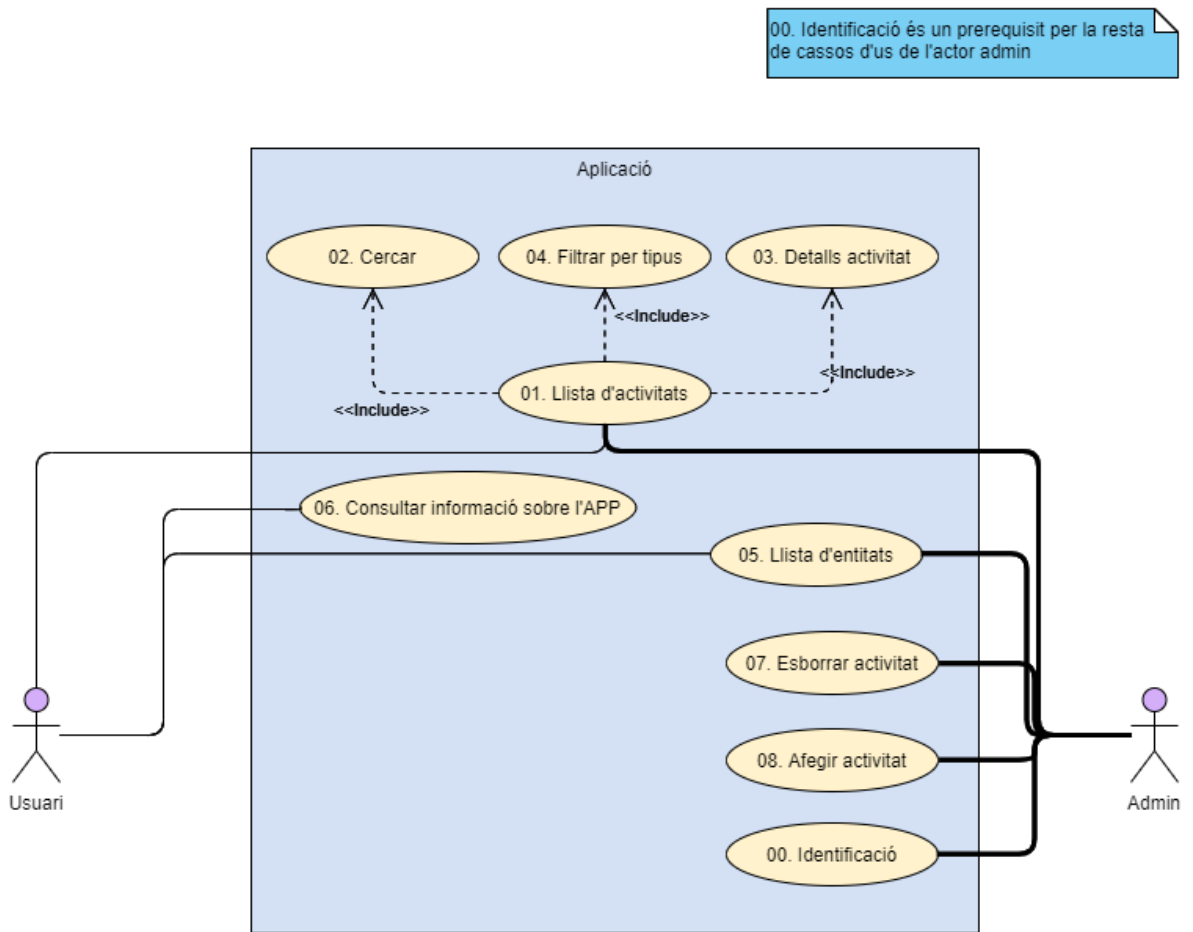 00. Identificació és un prerequisit per la resta
de cassos d'us de l'actor admin
Aplicació
02. Cercar
04. Filtrar per tipus
03. Detalls activitat
<<Include>>
<<Include>>
01. Llista d'activitats
<<Include>>
06. Consultar informació sobre l'APP
05. Llista d'entitats
07. Esborrar activitat
08. Afegir activitat
Usuari
Admin
00. Identificació